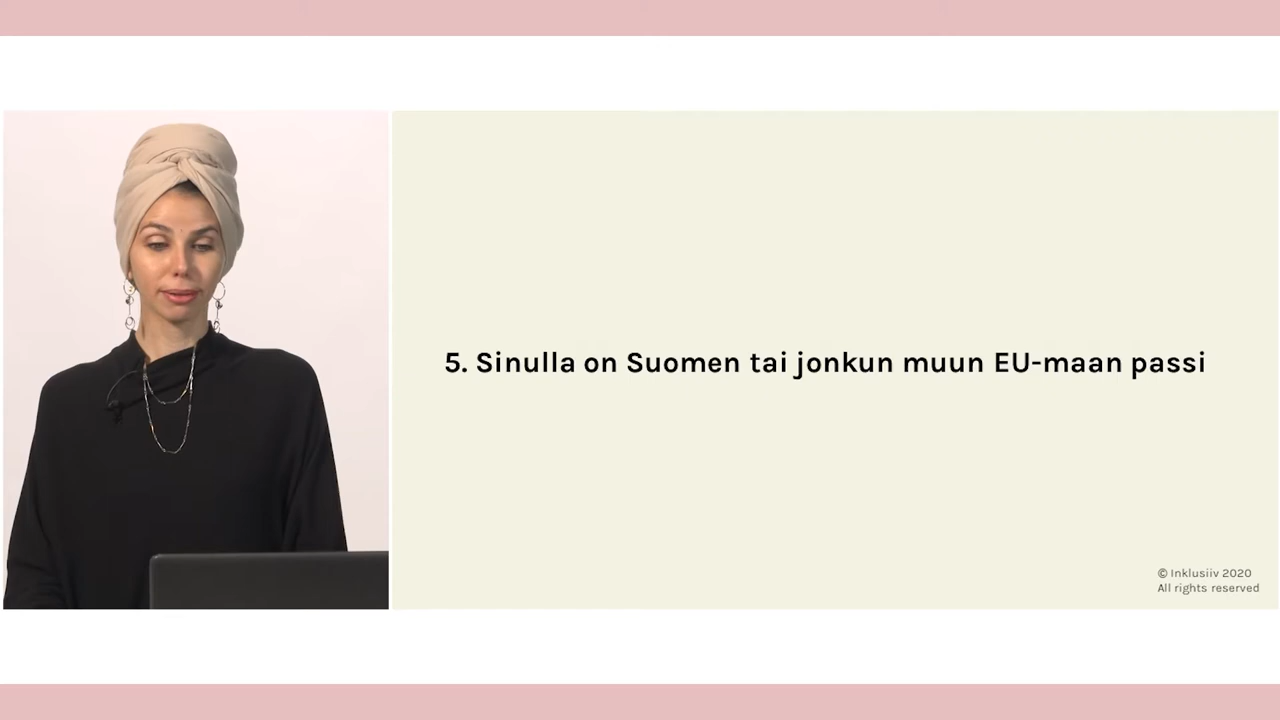 5. Sinulla on Suomen tai jonkun muun EU-maan passi
© Inklusiiv 2020
All rights reserved